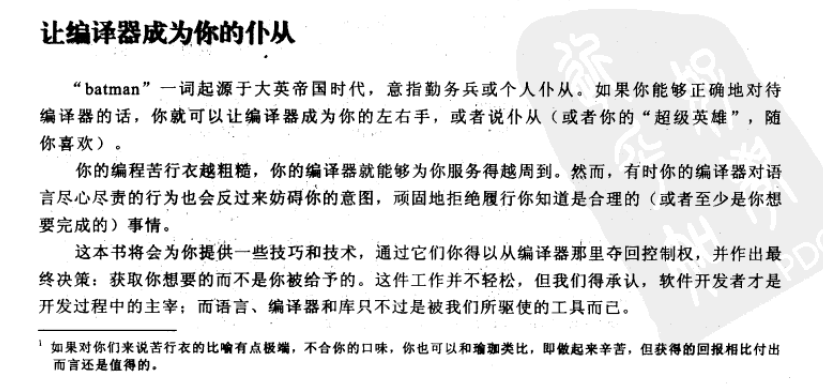 让编译器成为你的仆从
“batman”一词起源于大英帝国时代，意指勤务兵或个人仆从。如果你能够正确地对待
编译器的话，你就可以让编译器成为你的左右手，或者说仆从（或者你的“超级英雄”，随
你喜欢）。
你的编程苦行衣越粗糙，你的编译器就能够为你服务得越周到。然而，有时你的编译器对语
言尽心尽责的行为也会反过来妨碍你的意图，顽固地拒绝履行你知道是合理的（或者至少是你想
要完成的）事情。
这本书将会为你提供一些技巧和技术，通过它们你得以从编译器那里夺回控制权，并作出最
终决策：获取你想要的而不是你被给予的。这件工作并不轻松，但我们得承认，软件开发者才是
开发过程中的主宰；而语言、编译器和库只不过是被我们所驱使的工具而已。
1 如果对你们来说苦行衣的比喻有点极端，不合你的口味，你也可以和瑜珈类比，即做起来辛苦，但获得的回报相比付出
而言还是值得的。